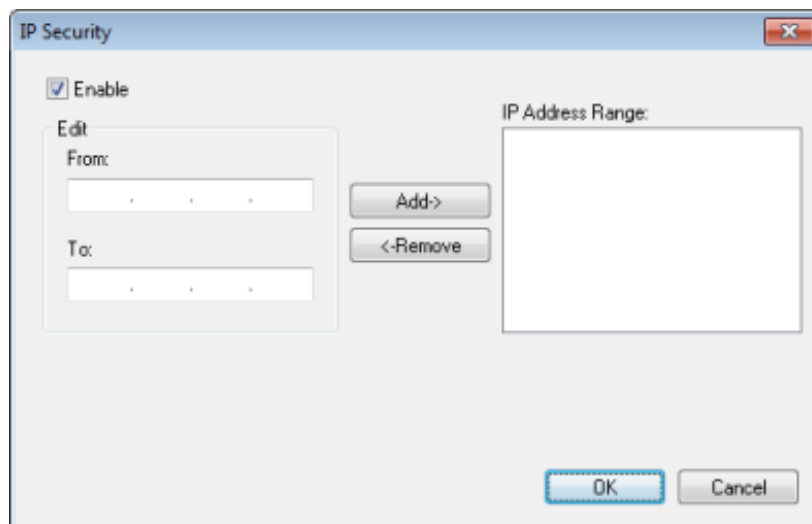 IP Security
Enable
Edit
From:
. . .
To:
. . .
Add->
<-Remove
IP Address Range:
OK
Cancel